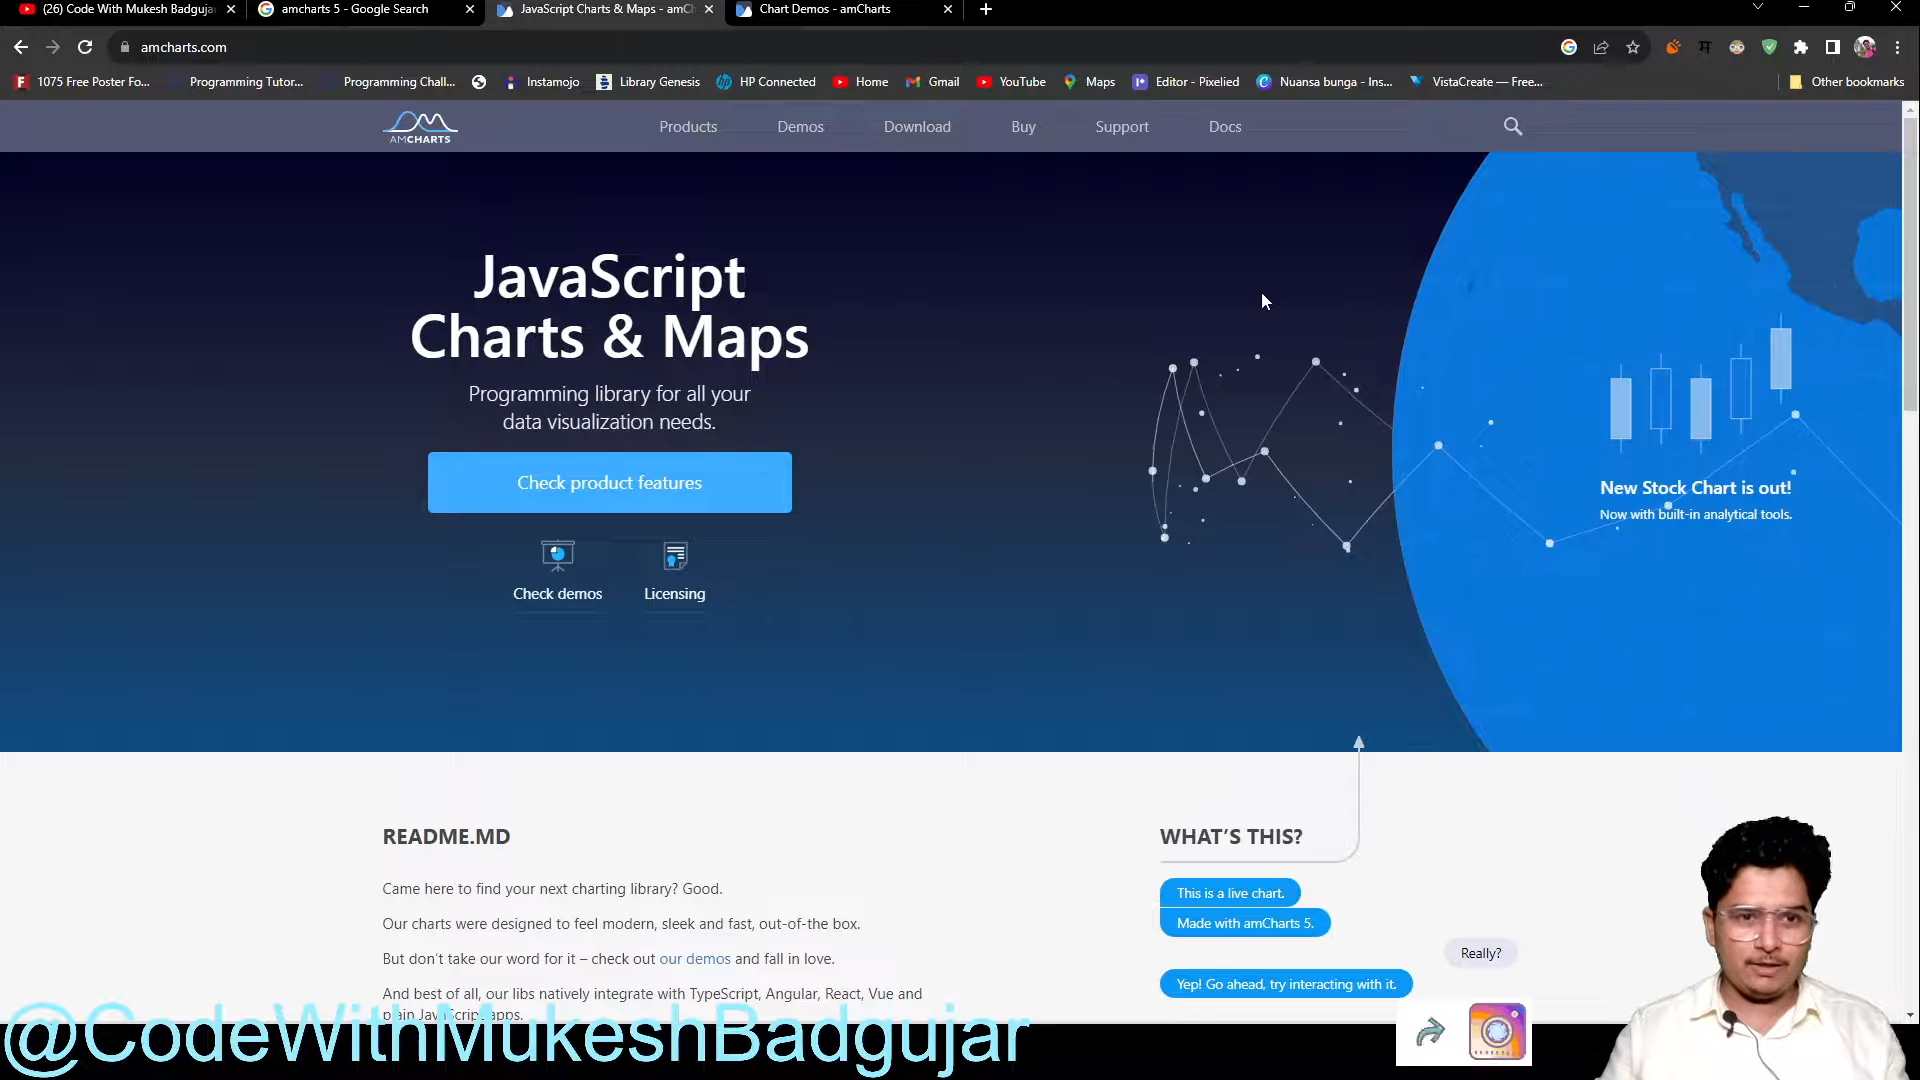 (26) Code With Mukesh Badguja
amcharts 5 - Google Search
JavaScript Charts & Maps - amC
Chart Demos - amCharts
amcharts.com
1075 Free Poster Fo...
Programming Tutor...
Programming Chall...
Instamojo
Library Genesis
HP Connected
Home
Gmail
YouTube
Maps
Editor - Pixelied
Nuansa bunga - Ins...
VistaCreate — Free...
Other bookmarks
AMCHARTS
Products
Demos
Download
Buy
Support
Docs
JavaScript
Charts & Maps
Programming library for all your
data visualization needs.
Check product features
Check demos
Licensing
New Stock Chart is out!
Now with built-in analytical tools.
README.MD
Came here to find your next charting library? Good.
Our charts were designed to feel modern, sleek and fast, out-of-the box.
But don't take our word for it – check out our demos and fall in love.
And best of all, our libs natively integrate with TypeScript, Angular, React, Vue and
plain JavaScript apps.
WHAT'S THIS?
This is a live chart.
Made with amCharts 5.
Really?
Yep! Go ahead, try interacting with it.
@CodeWithMukeshBadgujar